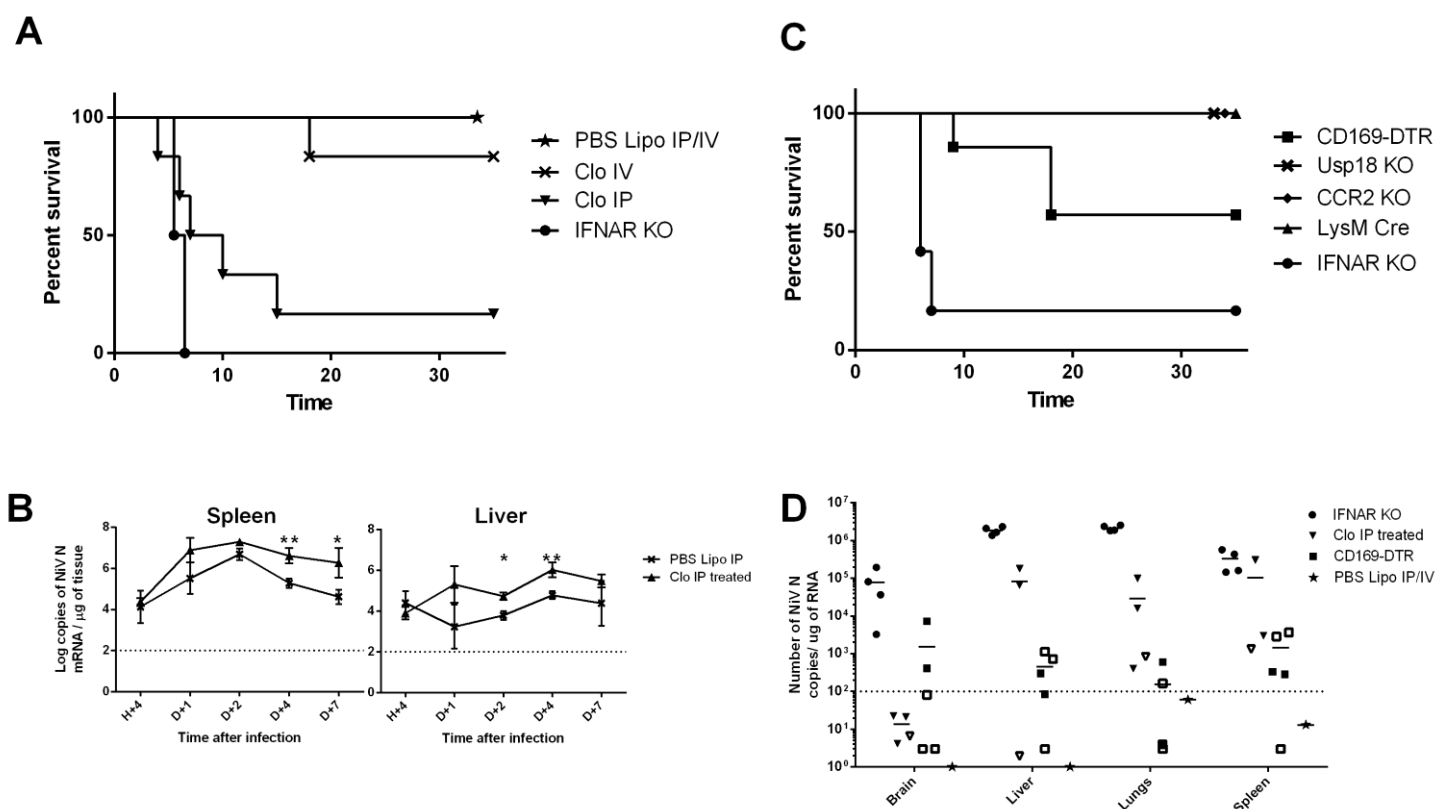 A
Percent survival
100
50
0
0
10
20
30
Time
PBS Lipo IP/IV
Clo IV
Clo IP
IFNAR KO
C
Percent survival
100
50
0
0
10
20
30
Time
CD169-DTR
Usp18 KO
CCR2 KO
LysM Cre
IFNAR KO
B
Spleen
Log copies of NiV N
mRNA / μg of tissue
8
6
4
2
0
** *
H+4
D+1
D+2
D+4
D+7
Time after infection
Liver
8
6
4
2
0
* **
H+4
D+1
D+2
D+4
D+7
Time after infection
PBS Lipo IP
Clo IP treated
D
Number of NiV N
copies/ ug of RNA
10⁷
10⁶
10⁵
10⁴
10³
10²
10¹
10⁰
Brain
Liver
Lungs
Spleen
IFNAR KO
Clo IP treated
CD169-DTR
PBS Lipo IP/IV